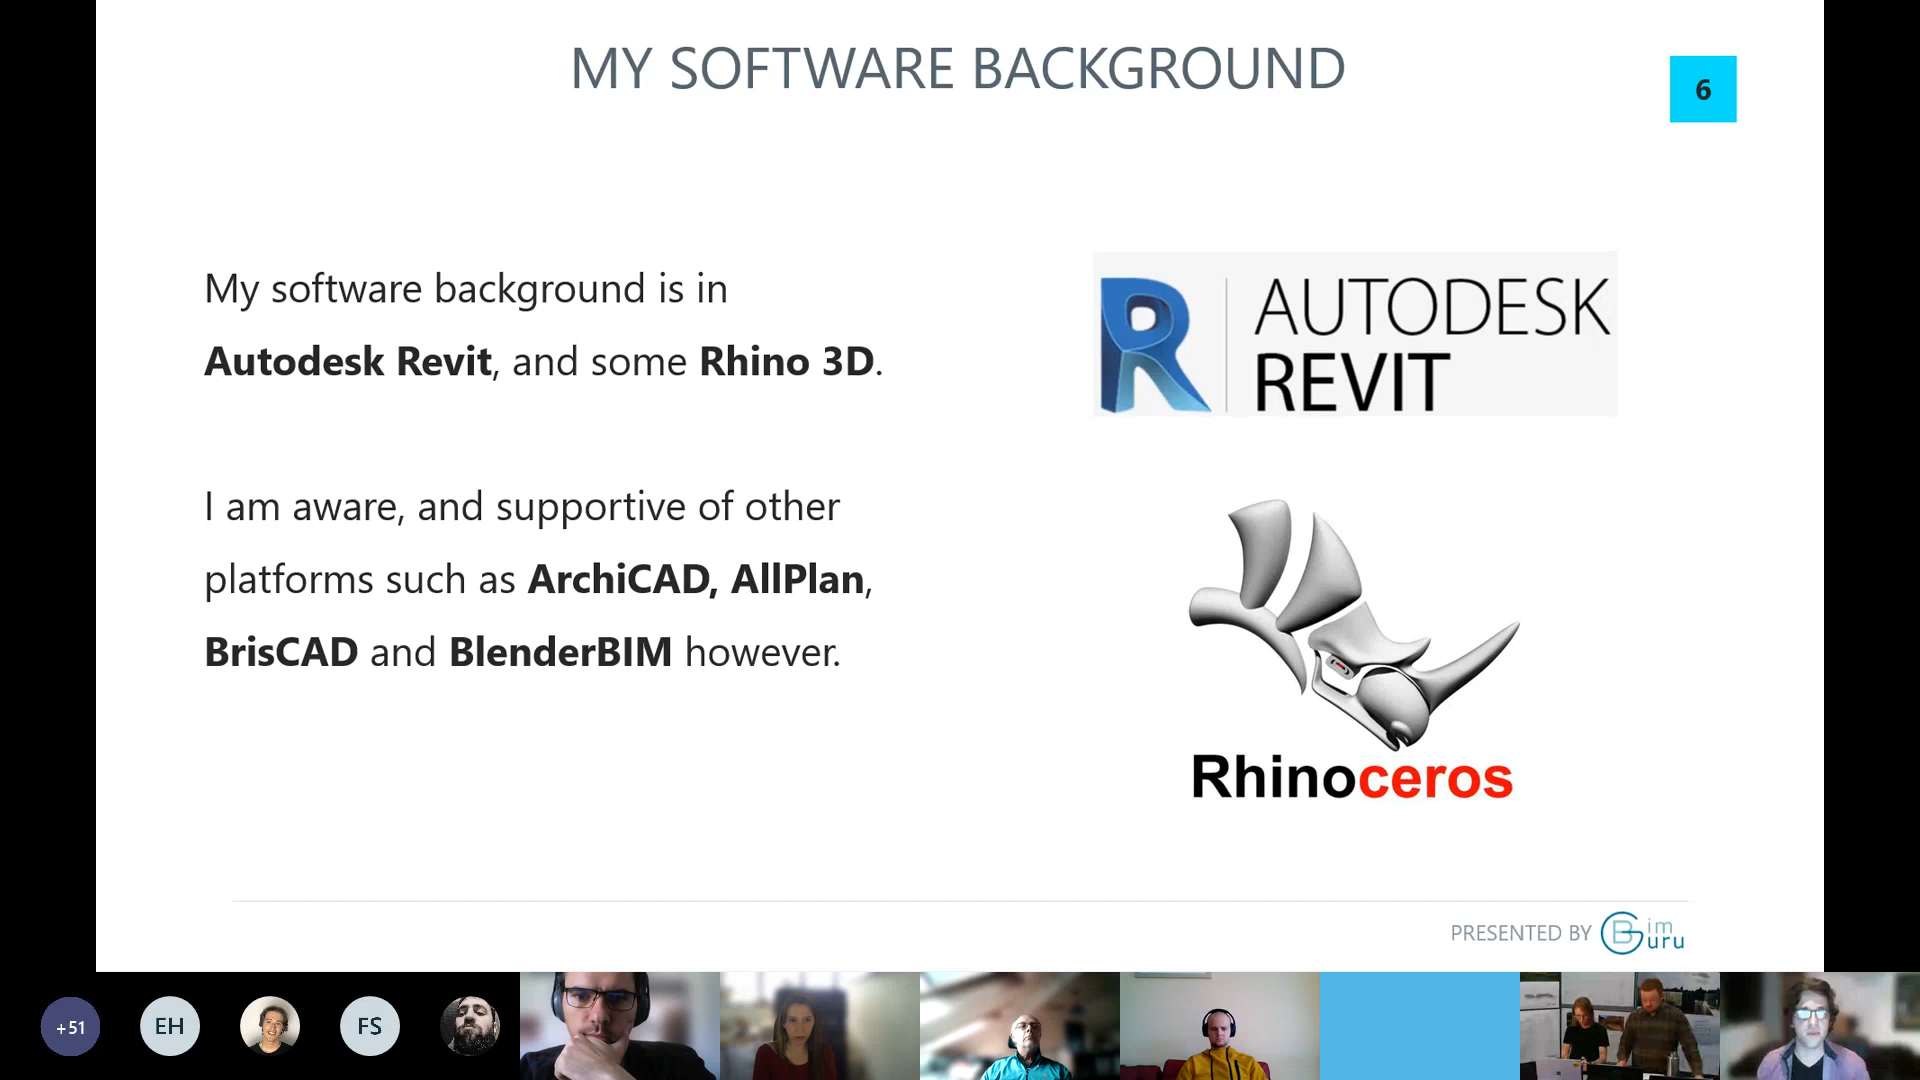 MY SOFTWARE BACKGROUND
6
My software background is in
Autodesk Revit, and some Rhino 3D.
I am aware, and supportive of other
platforms such as ArchiCAD, AllPlan,
BrisCAD and BlenderBIM however.
R
AUTODESK
REVIT
Rhinoceros
PRESENTED BY
Bim
Guru
+51
EH
FS